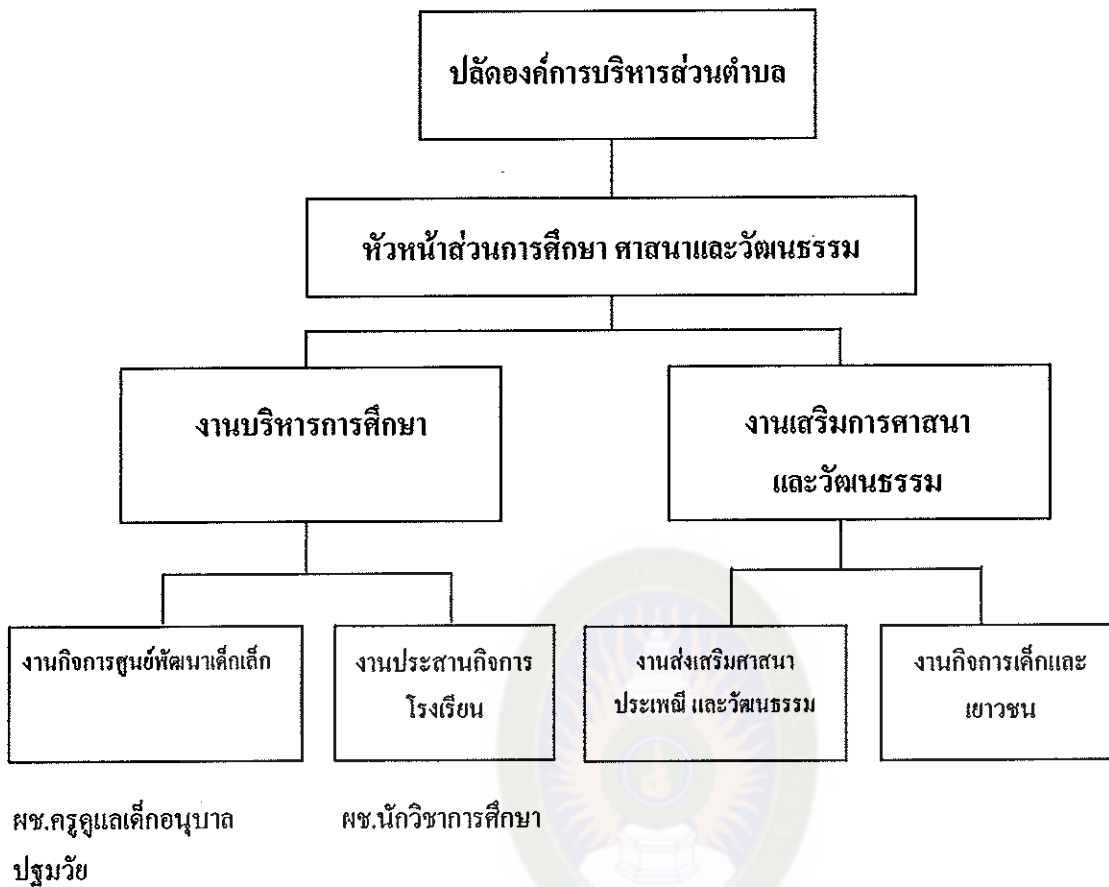 ปลัดองค์การบริหารส่วนตำบล
หัวหน้าส่วนการศึกษา ศาสนาและวัฒนธรรม
งานบริหารการศึกษา
งานเสริมการศาสนา
และวัฒนธรรม
งานกิจการศูนย์พัฒนาเด็กเล็ก
งานประสานกิจการ
โรงเรียน
งานส่งเสริมศาสนา
ประเพณี และวัฒนธรรม
งานกิจการเด็กและ
เยาวชน
ผช.ครูดูแลเด็กอนุบาล
ปฐมวัย
ผช.นักวิชาการศึกษา